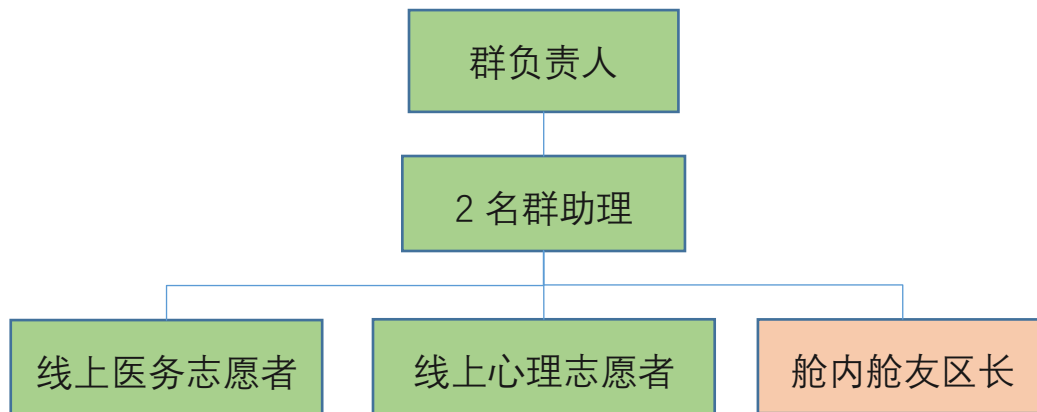 群负责人
2 名群助理
线上医务志愿者
线上心理志愿者
舱内舱友区长